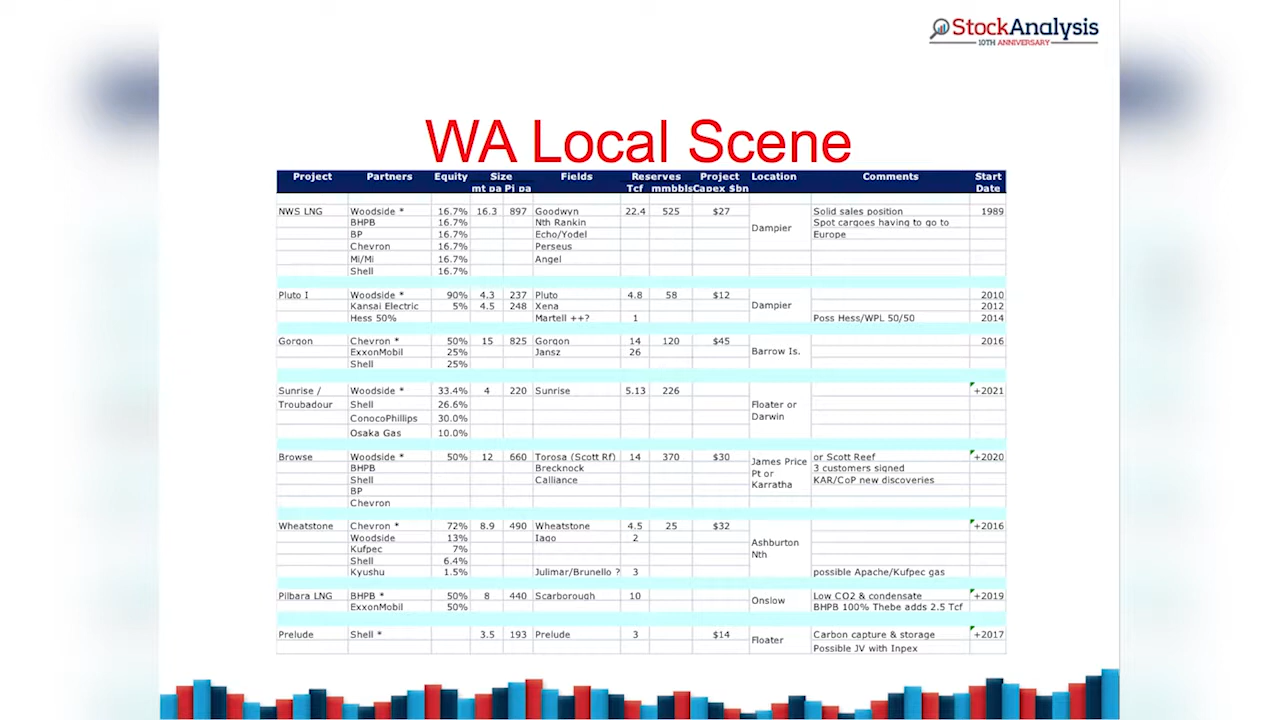 StockAnalysis
10TH ANNIVERSARY
WA Local Scene
Project Partners Equity Size Fields Reserves Project Location Comments Start
mt pa Pj pa Tcf mmbbls Capex $bn Date
NWS LNG Woodside * 16.7% 16.3 897 Goodwyn 22.4 525 $27 Dampier Solid sales position 1989
BHPB 16.7% Nth Rankin Spot cargoes having to go to
BP 16.7% Echo/Yodel Europe
Chevron 16.7% Perseus
Mi/Mi 16.7% Angel
Shell 16.7%
Pluto I Woodside * 90% 4.3 237 Pluto 4.8 58 $12 Dampier 2010
Kansai Electric 5% 4.5 248 Xena 2012
Hess 50% Martell ++? 1 Poss Hess/WPL 50/50 2014
Gorgon Chevron * 50% 15 825 Gorgon 14 120 $45 Barrow Is. 2016
ExxonMobil 25% Jansz 26
Shell 25%
Sunrise / Woodside * 33.4% 4 220 Sunrise 5.13 226 +2021
Troubadour Shell 26.6% Floater or
ConocoPhillips 30.0% Darwin
Osaka Gas 10.0%
Browse Woodside * 50% 12 660 Torosa (Scott Rf) 14 370 $30 James Price or Scott Reef +2020
BHPB Brecknock Pt or 3 customers signed
Shell Calliance Karratha KAR/CoP new discoveries
BP
Chevron
Wheatstone Chevron * 72% 8.9 490 Wheatstone 4.5 25 $32 +2016
Woodside 13% Iago 2 Ashburton
Kufpec 7% Nth
Shell 6.4%
Kyushu 1.5% Julimar/Brunello ? 3 possible Apache/Kufpec gas
Pilbara LNG BHPB * 50% 8 440 Scarborough 10 Onslow Low CO2 & condensate +2019
ExxonMobil 50% BHPB 100% Thebe adds 2.5 Tcf
Prelude Shell * 3.5 193 Prelude 3 $14 Floater Carbon capture & storage +2017
Possible JV with Inpex